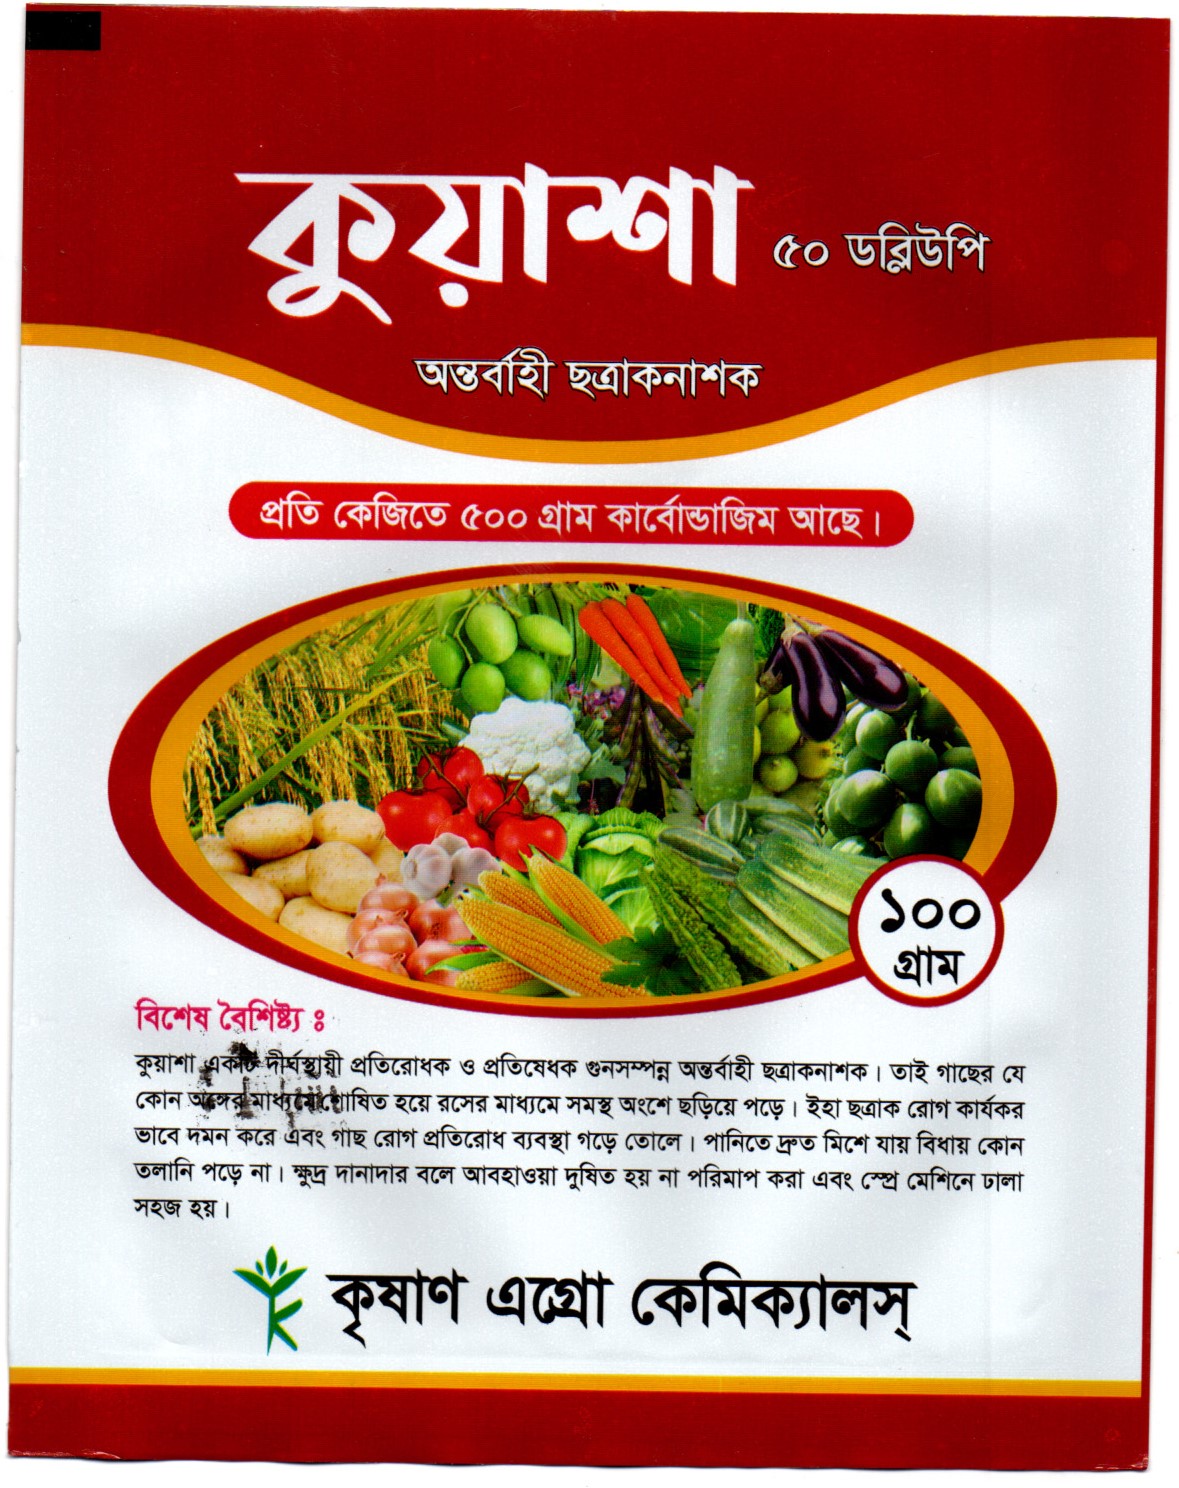 কুয়াশা ৫০ ডব্লিউপি
অন্তর্বাহী ছত্রাকনাশক
প্রতি কেজিতে ৫০০ গ্রাম কার্বোন্ডাজিম আছে।
১০০
গ্রাম
বিশেষ বৈশিষ্ট্য ঃ
কুয়াশা একটি দীর্ঘস্থায়ী প্রতিরোধক ও প্রতিষেধক গুনসম্পন্ন অন্তর্বাহী ছত্রাকনাশক। তাই গাছের যে
কোন অঙ্গের মাধ্যমে শোষিত হয়ে রসের মাধ্যমে সমস্থ অংশে ছড়িয়ে পড়ে। ইহা ছত্রাক রোগ কার্যকর
ভাবে দমন করে এবং গাছ রোগ প্রতিরোধ ব্যবস্থা গড়ে তোলে। পানিতে দ্রুত মিশে যায় বিধায় কোন
তলানি পড়ে না। ক্ষুদ্র দানাদার বলে আবহাওয়া দুষিত হয় না পরিমাপ করা এবং স্প্রে মেশিনে ঢালা
সহজ হয়।
কৃষাণ এগ্রো কেমিক্যালস্